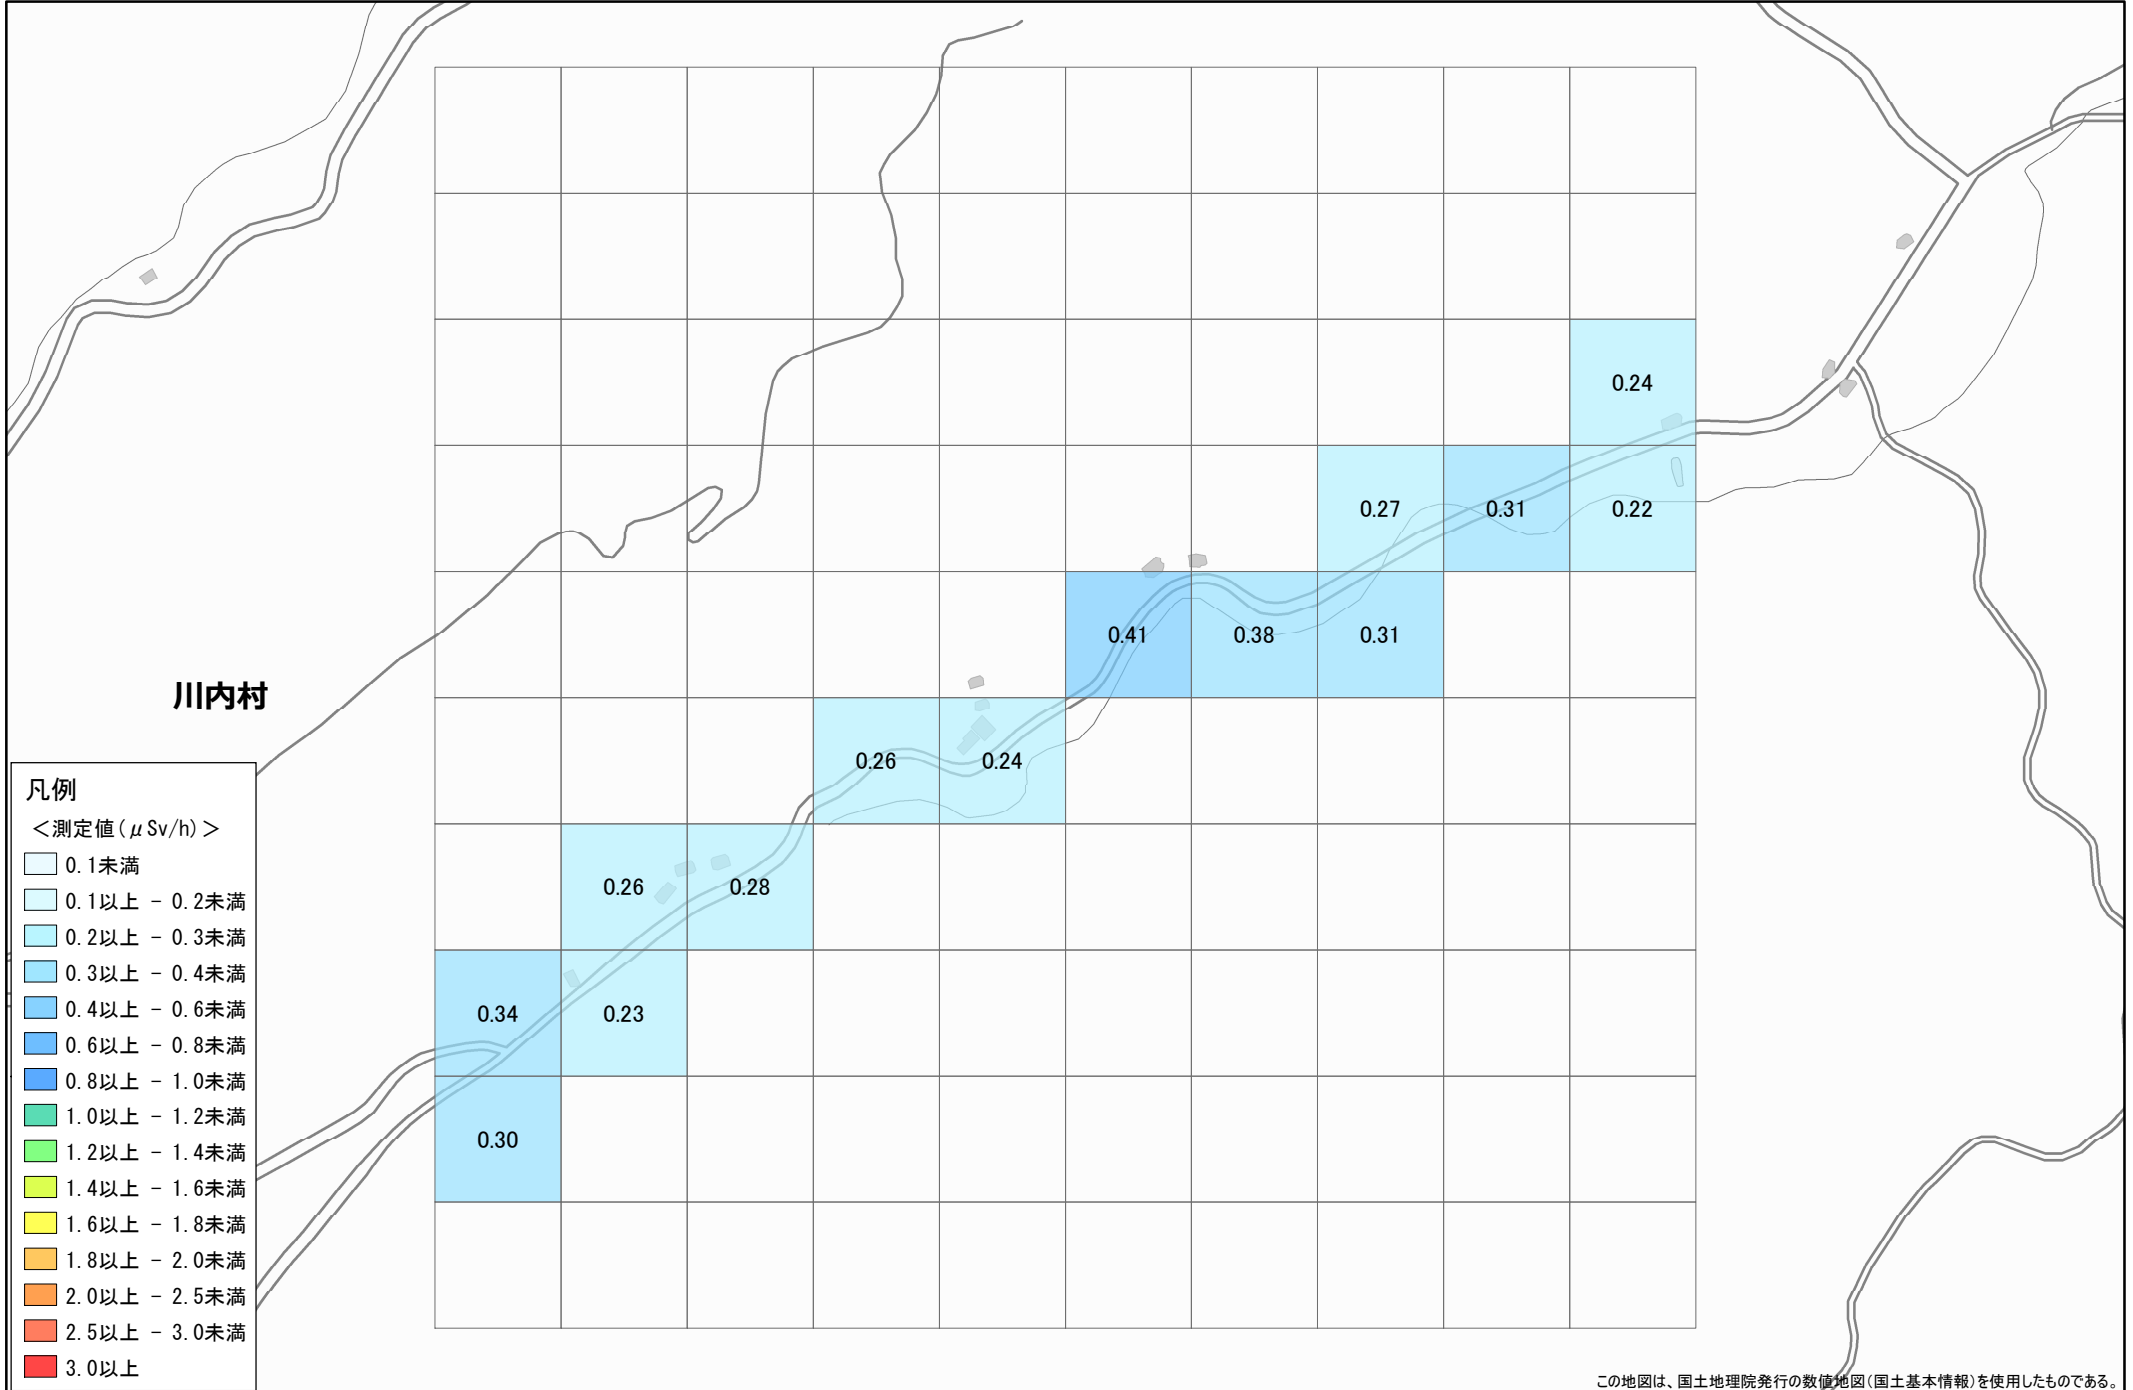 0.24
0.27
0.31
0.22
0.41
0.38
0.31
川内村
0.26
0.24
0.26
0.28
0.34
0.23
0.30
凡例
＜測定値(μSv/h)＞
0.1未満
0.1以上 - 0.2未満
0.2以上 - 0.3未満
0.3以上 - 0.4未満
0.4以上 - 0.6未満
0.6以上 - 0.8未満
0.8以上 - 1.0未満
1.0以上 - 1.2未満
1.2以上 - 1.4未満
1.4以上 - 1.6未満
1.6以上 - 1.8未満
1.8以上 - 2.0未満
2.0以上 - 2.5未満
2.5以上 - 3.0未満
3.0以上
この地図は、国土地理院発行の数値地図(国土基本情報)を使用したものである。